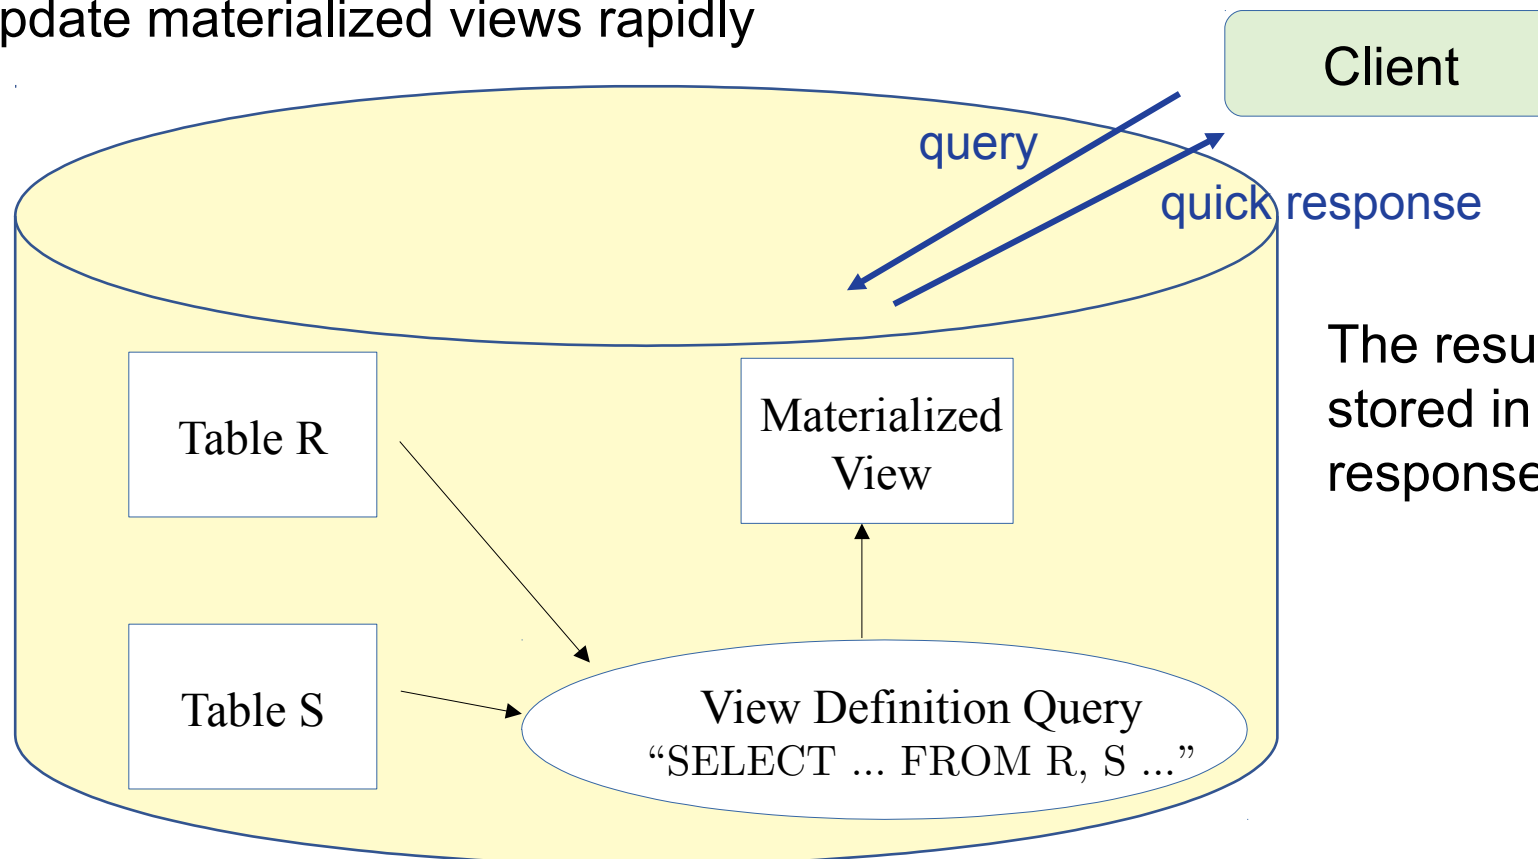 pdate materialized views rapidly
Client
query
quick response
The resu
stored in
response
Table R
Materialized
View
Table S
View Definition Query
“SELECT ... FROM R, S ...”